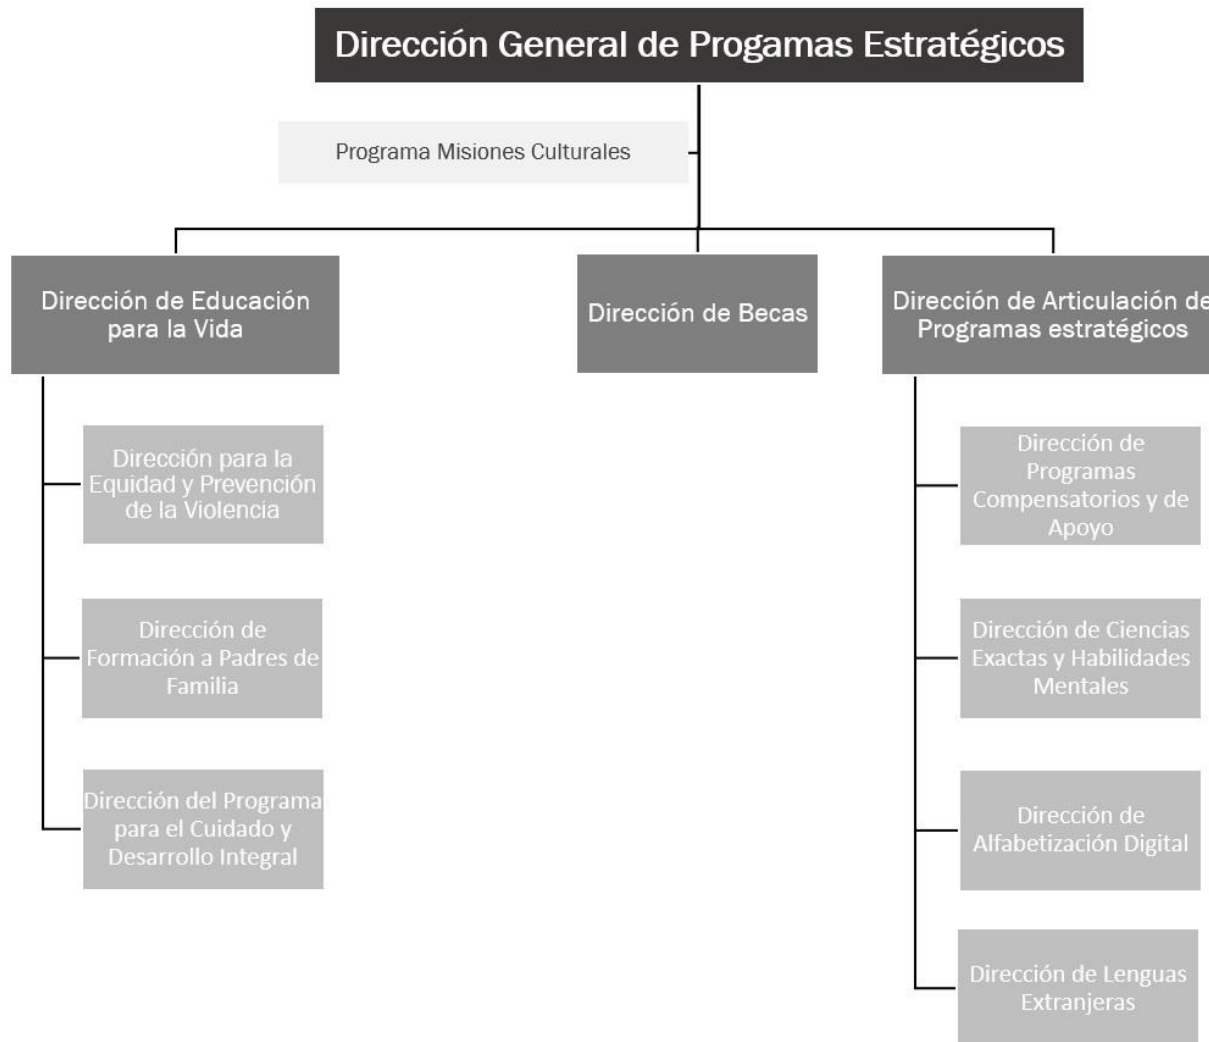 Dirección General de Progamas Estratégicos
Programa Misiones Culturales
Dirección de Educación
para la Vida
Dirección de Becas
Dirección de Articulación de
Programas estratégicos
Dirección para la
Equidad y Prevención
de la Violencia
Dirección de
Formación a Padres de
Familia
Dirección del Programa
para el Cuidado y
Desarrollo Integral
Dirección de
Programas
Compensatorios y de
Apoyo
Dirección de Ciencias
Exactas y Habilidades
Mentales
Dirección de
Alfabetización Digital
Dirección de Lenguas
Extranjeras